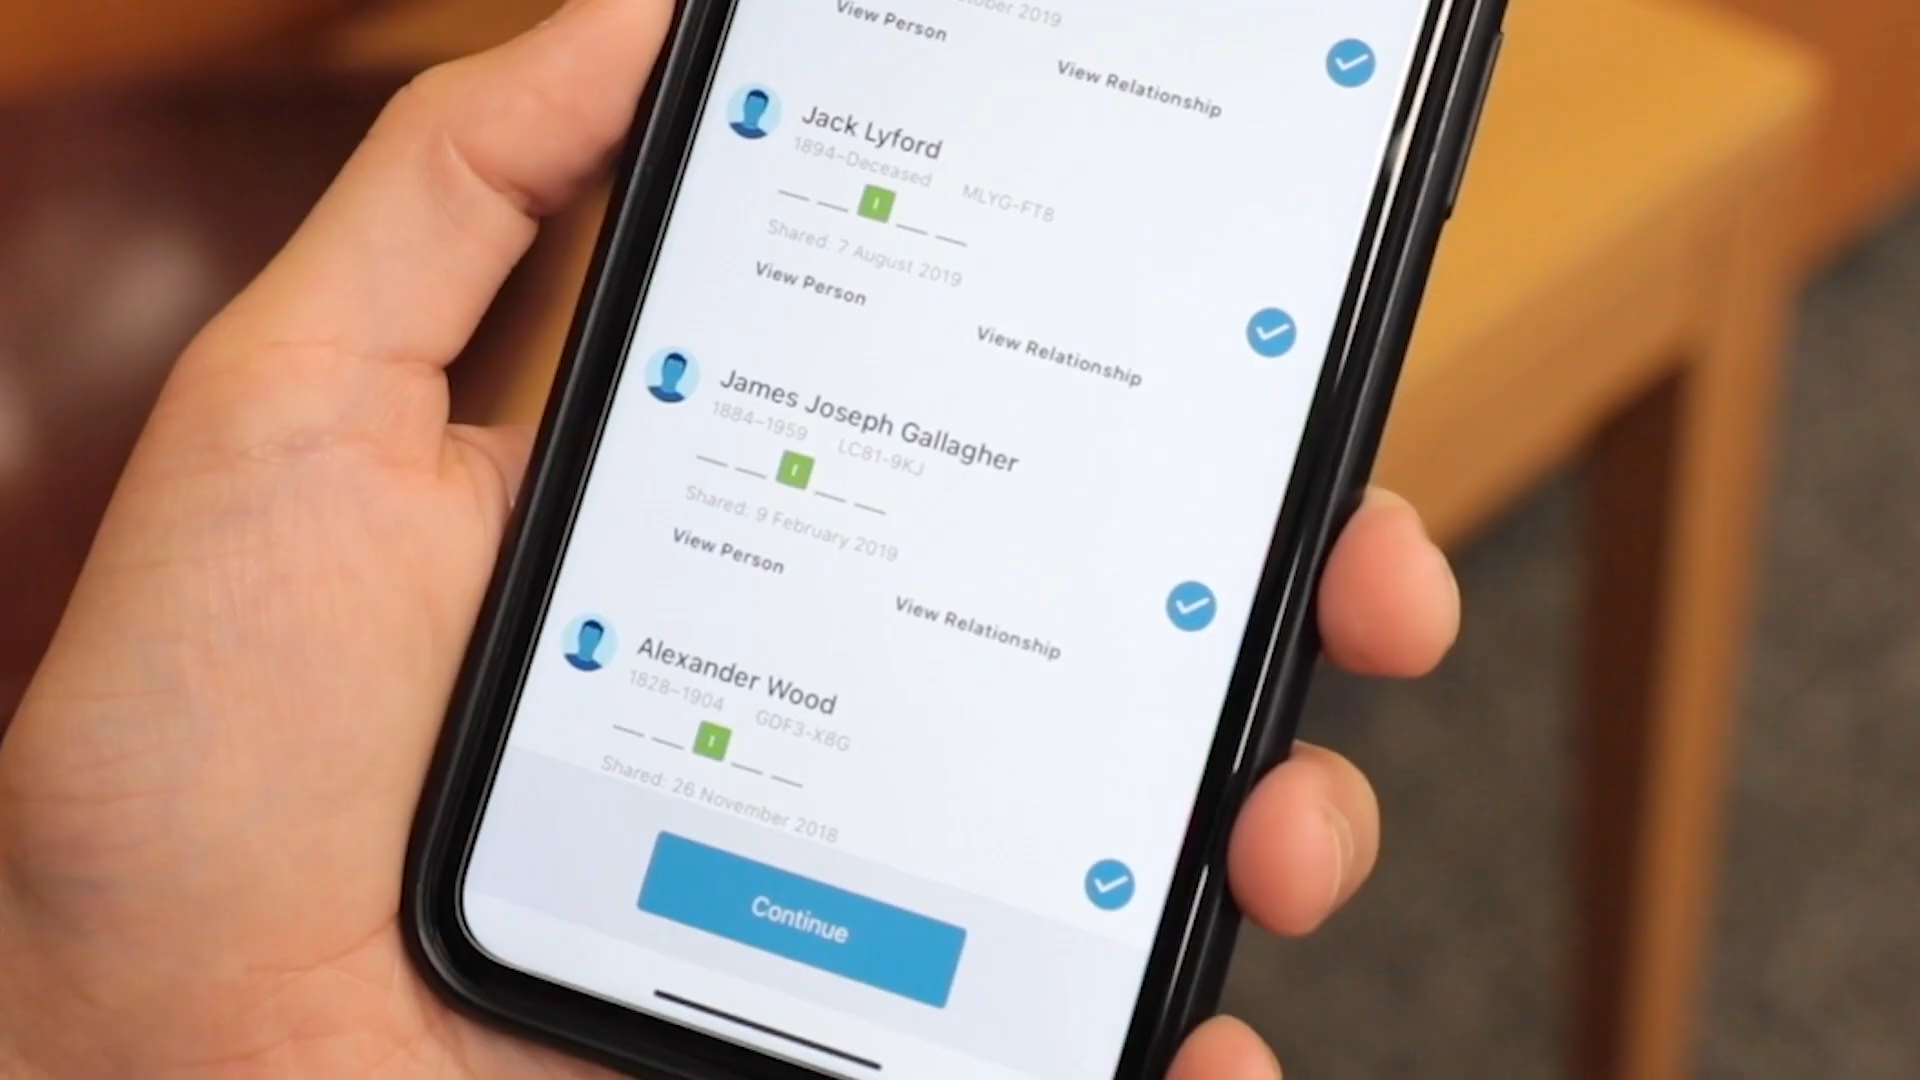 October 2019
View Person
View Relationship
Jack Lyford
1894–Deceased MLYG-FT8
I
Shared: 7 August 2019
View Person
View Relationship
James Joseph Gallagher
1884–1959 LC81-9KJ
I
Shared: 9 February 2019
View Person
View Relationship
Alexander Wood
1828–1904 GDF3-X8G
I
Shared: 26 November 2018
Continue